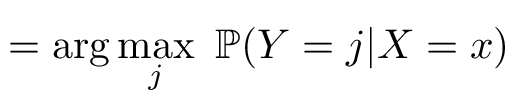 = arg max_j ℙ(Y = j|X = x)